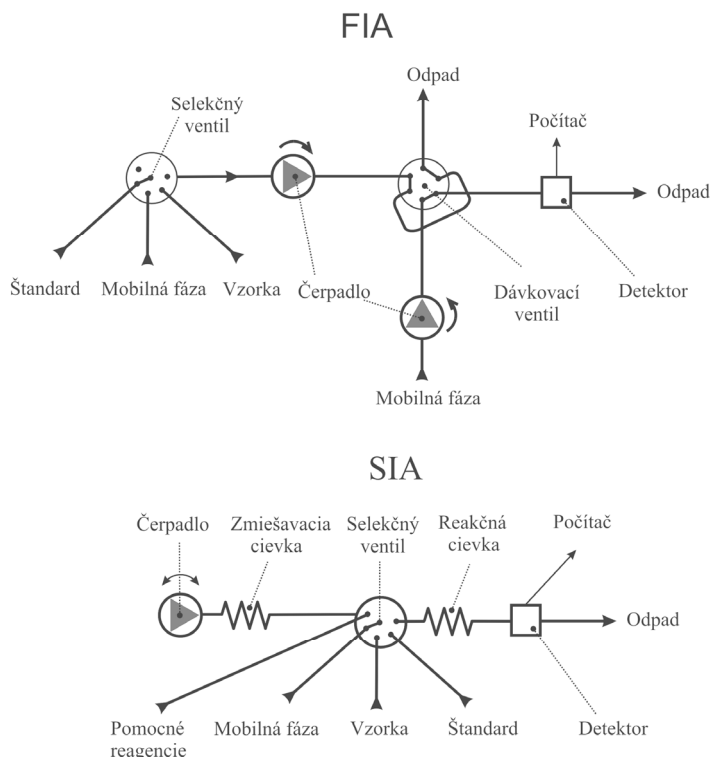 FIA
Odpad
Selekčný
ventil
Počítač
Odpad
Štandard
Mobilná fáza
Vzorka
Čerpadlo
Dávkovací
ventil
Detektor
Mobilná fáza
SIA
Čerpadlo
Zmiešavacia
cievka
Selekčný
ventil
Reakčná
cievka
Počítač
Odpad
Pomocné
reagencie
Mobilná fáza
Vzorka
Štandard
Detektor